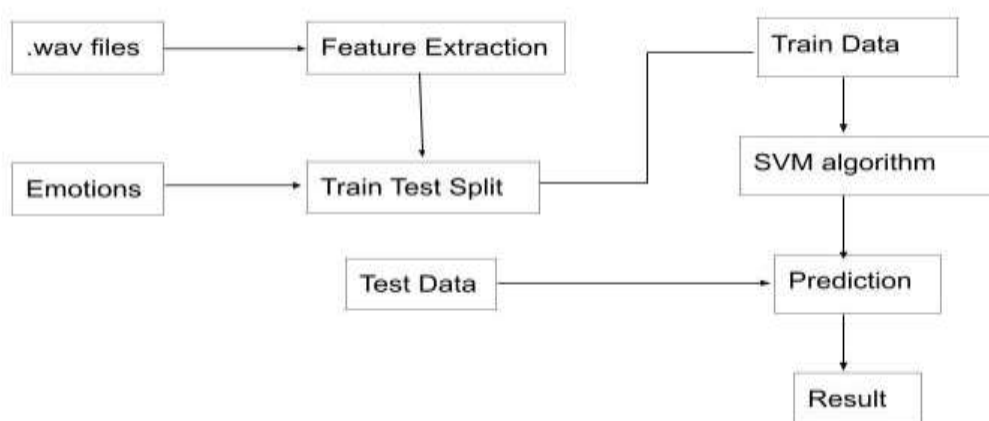 .wav files
Feature Extraction
Train Data
Emotions
Train Test Split
SVM algorithm
Test Data
Prediction
Result